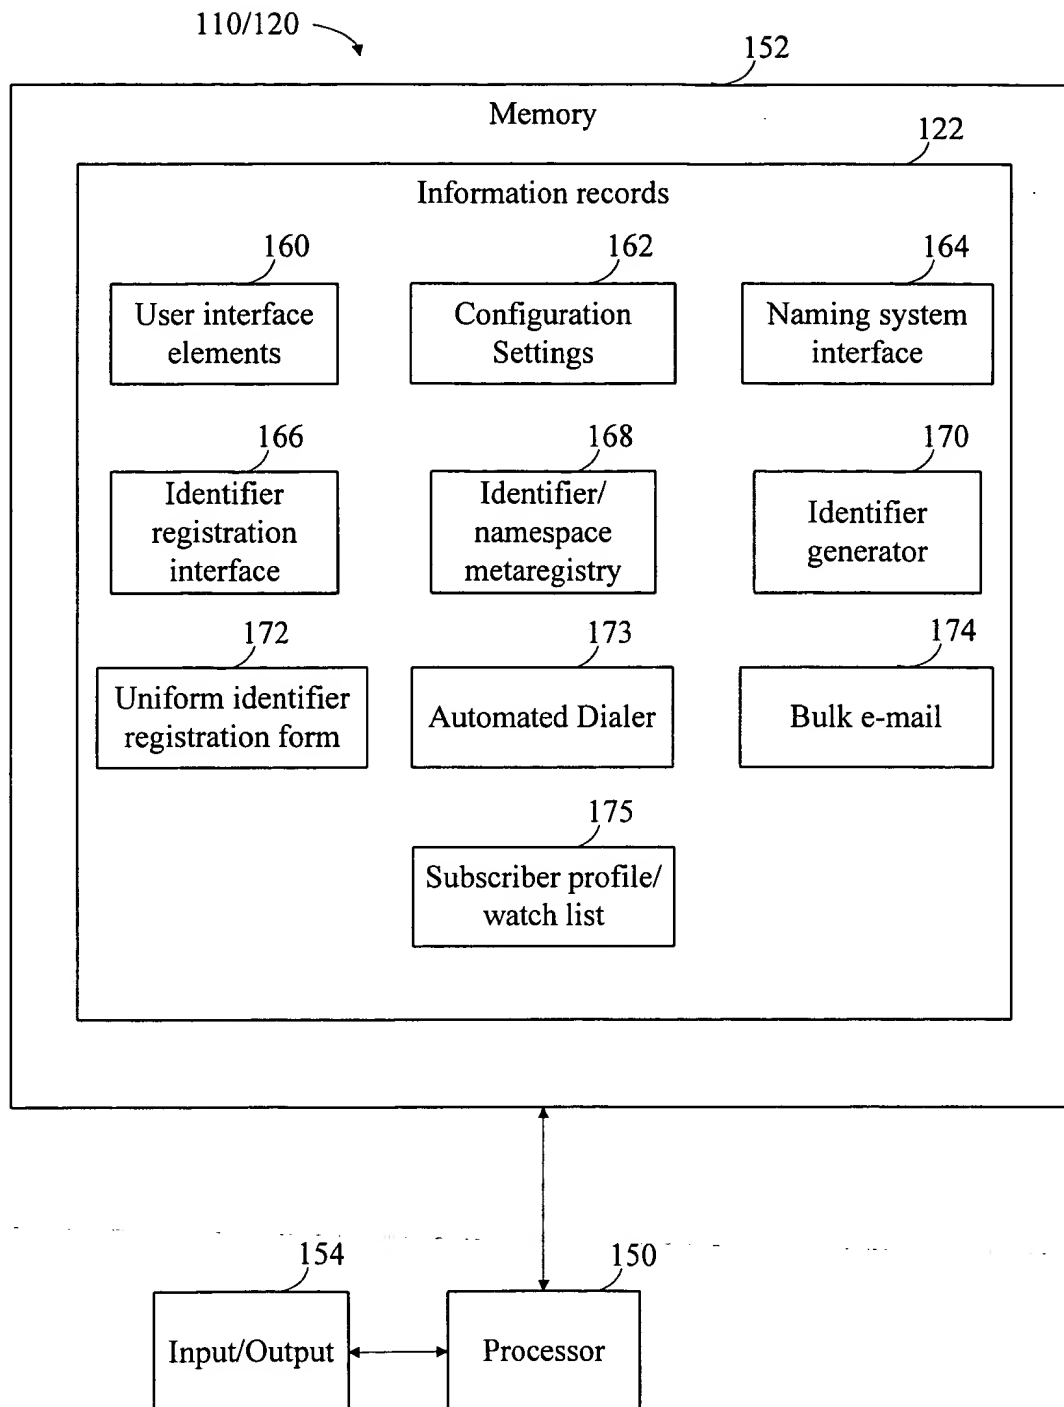 110/120
152
Memory
122
Information records
160
162
164
User interface
elements
Configuration
Settings
Naming system
interface
166
168
170
Identifier
registration
interface
Identifier/
namespace
metaregistry
Identifier
generator
172
173
174
Uniform identifier
registration form
Automated Dialer
Bulk e-mail
175
Subscriber profile/
watch list
154
150
Input/Output
Processor